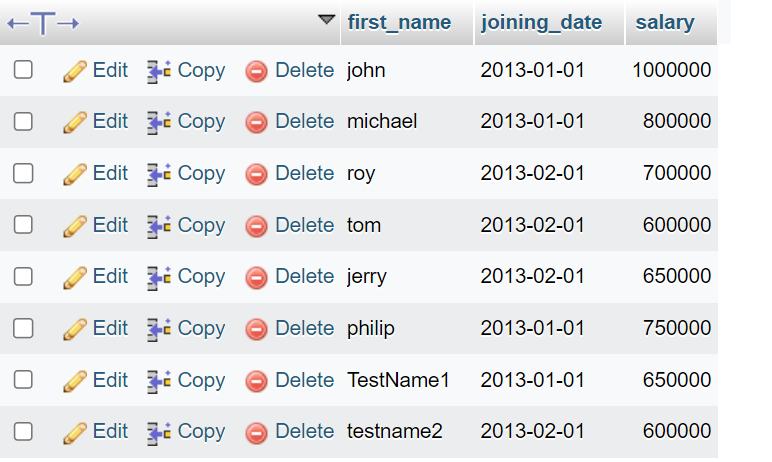 first_name joining_date salary
Edit Copy Delete john 2013-01-01 1000000
Edit Copy Delete michael 2013-01-01 800000
Edit Copy Delete roy 2013-02-01 700000
Edit Copy Delete tom 2013-02-01 600000
Edit Copy Delete jerry 2013-02-01 650000
Edit Copy Delete philip 2013-01-01 750000
Edit Copy Delete TestName1 2013-01-01 650000
Edit Copy Delete testname2 2013-02-01 600000